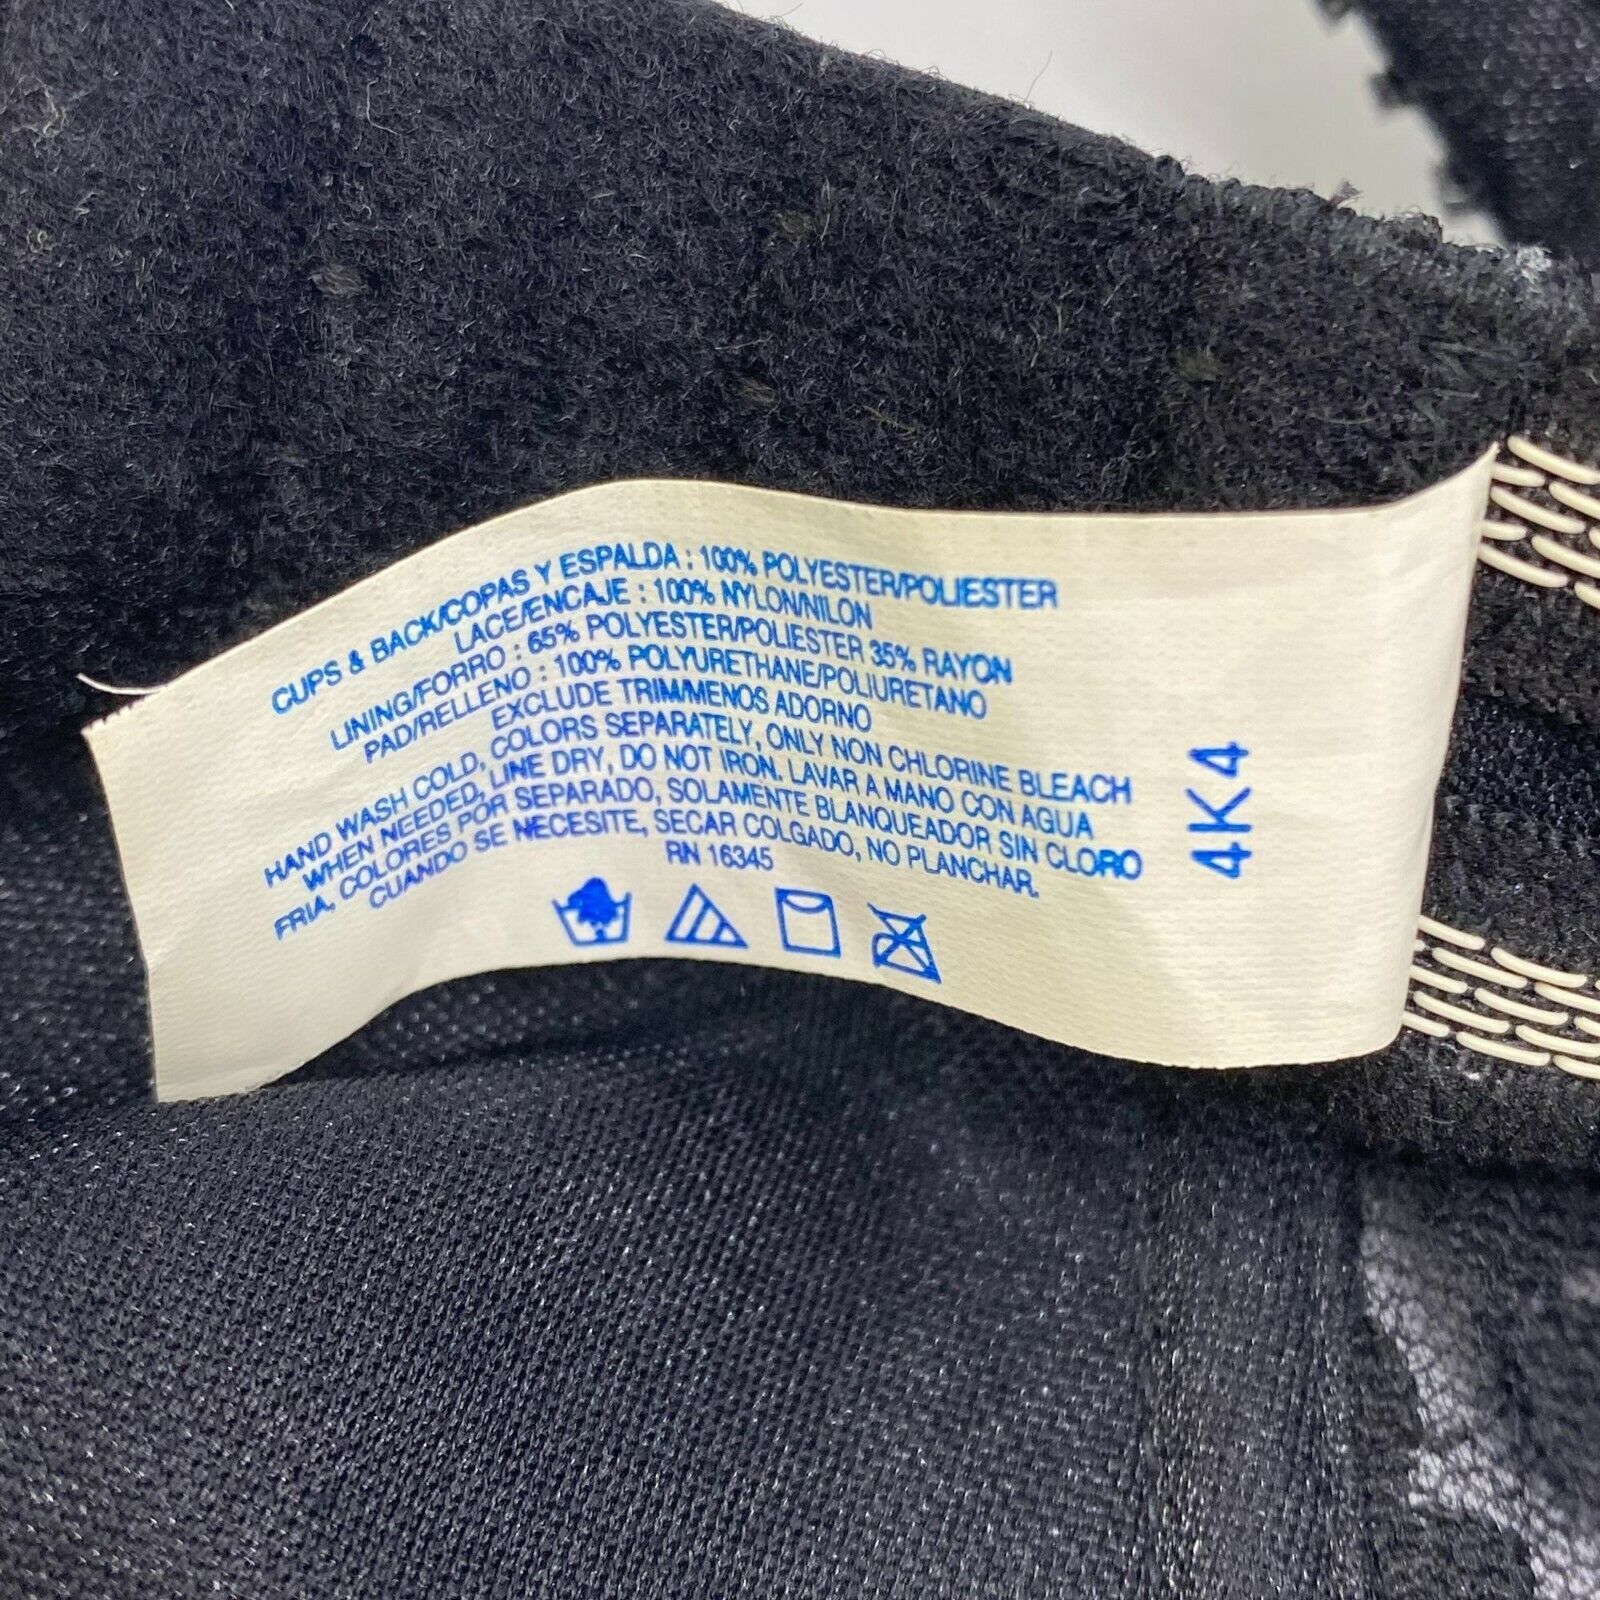 CUPS & BACK/COPAS Y ESPALDA : 100% POLYESTER/POLIESTER
LACE/ENCAJE : 100% NYLON/NILON
LINING/FORRO : 65% POLYESTER/POLIESTER 35% RAYON
PAD/RELLENO : 100% POLYURETHANE/POLIURETANO
EXCLUDE TRIM/MENOS ADORNO
HAND WASH COLD, COLORS SEPARATELY, ONLY NON CHLORINE BLEACH
WHEN NEEDED, LINE DRY, DO NOT IRON. LAVAR A MANO CON AGUA
FRIA, COLORES POR SEPARADO, SOLAMENTE BLANQUEADOR SIN CLORO
CUANDO SE NECESITE, SECAR COLGADO, NO PLANCHAR.
RN 16345
4K4